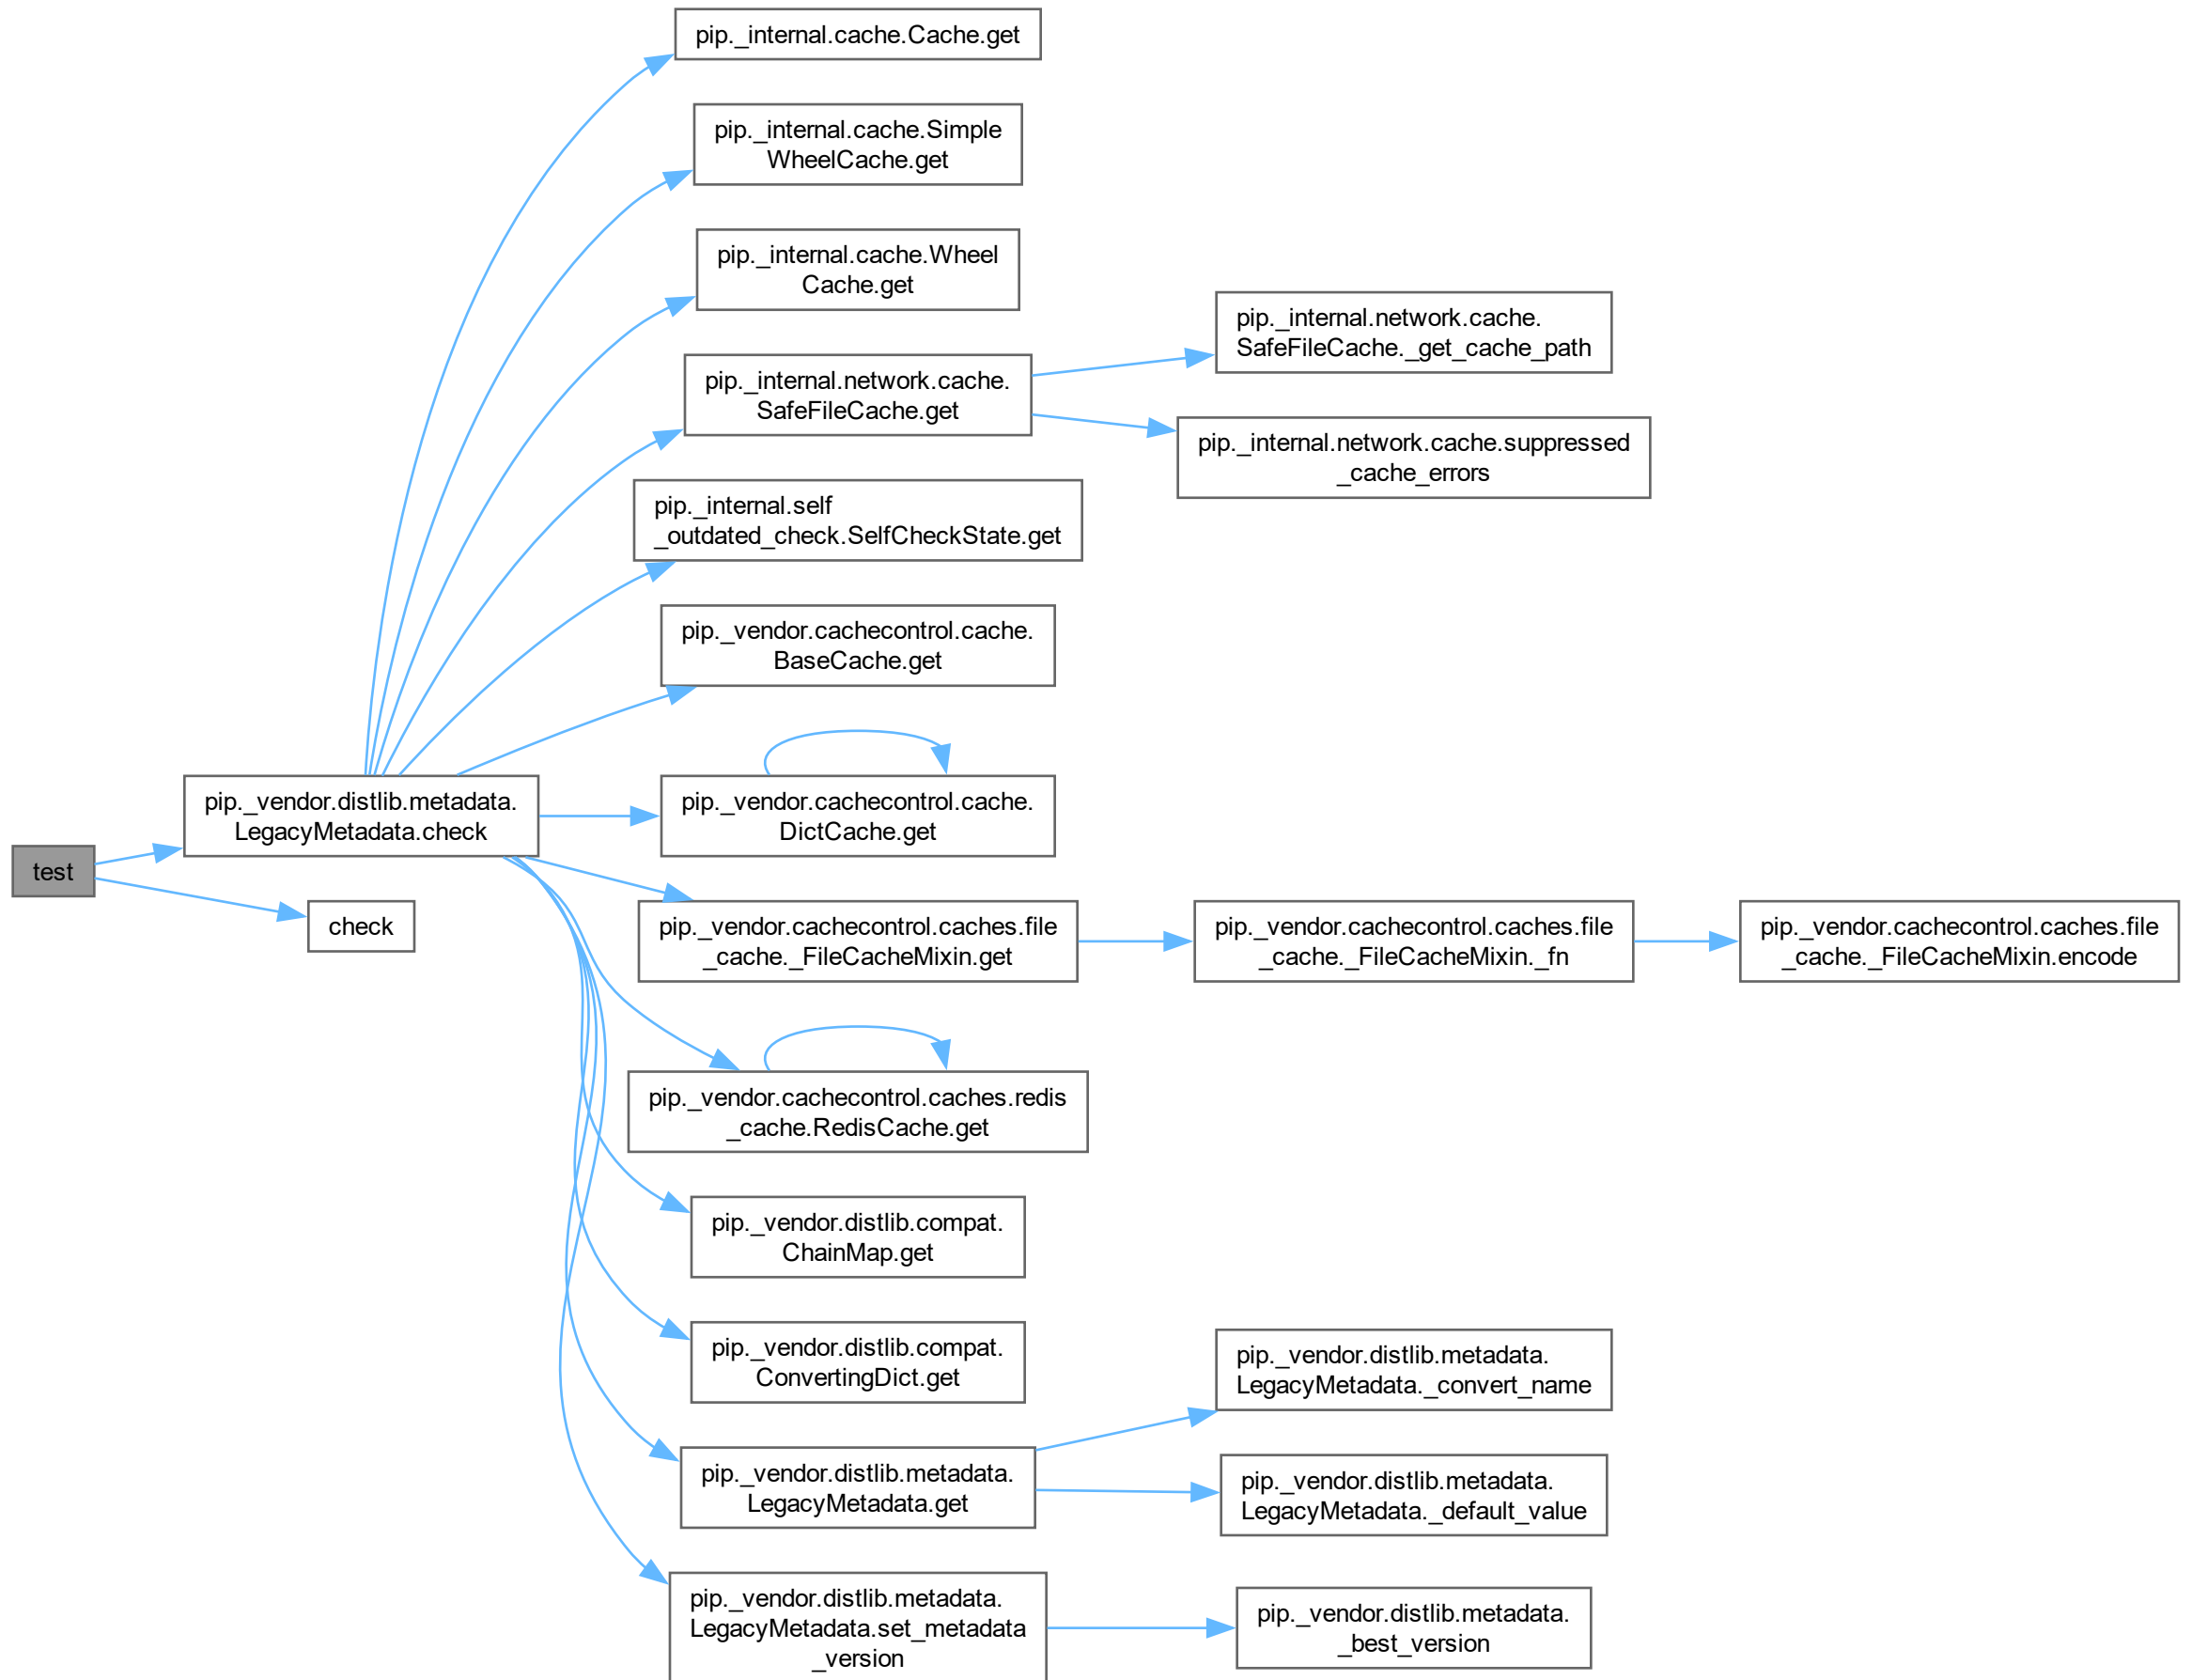 pip._internal.cache.Cache.get
pip._internal.cache.Simple
WheelCache.get
pip._internal.cache.Wheel
Cache.get
pip._internal.network.cache.
SafeFileCache._get_cache_path
pip._internal.network.cache.
SafeFileCache.get
pip._internal.network.cache.suppressed
_cache_errors
pip._internal.self
_outdated_check.SelfCheckState.get
pip._vendor.cachecontrol.cache.
BaseCache.get
pip._vendor.distlib.metadata.
LegacyMetadata.check
pip._vendor.cachecontrol.cache.
DictCache.get
test
check
pip._vendor.cachecontrol.caches.file
_cache._FileCacheMixin.get
pip._vendor.cachecontrol.caches.file
_cache._FileCacheMixin._fn
pip._vendor.cachecontrol.caches.file
_cache._FileCacheMixin.encode
pip._vendor.cachecontrol.caches.redis
_cache.RedisCache.get
pip._vendor.distlib.compat.
ChainMap.get
pip._vendor.distlib.compat.
ConvertingDict.get
pip._vendor.distlib.metadata.
LegacyMetadata._convert_name
pip._vendor.distlib.metadata.
LegacyMetadata.get
pip._vendor.distlib.metadata.
LegacyMetadata._default_value
pip._vendor.distlib.metadata.
LegacyMetadata.set_metadata
_version
pip._vendor.distlib.metadata.
_best_version